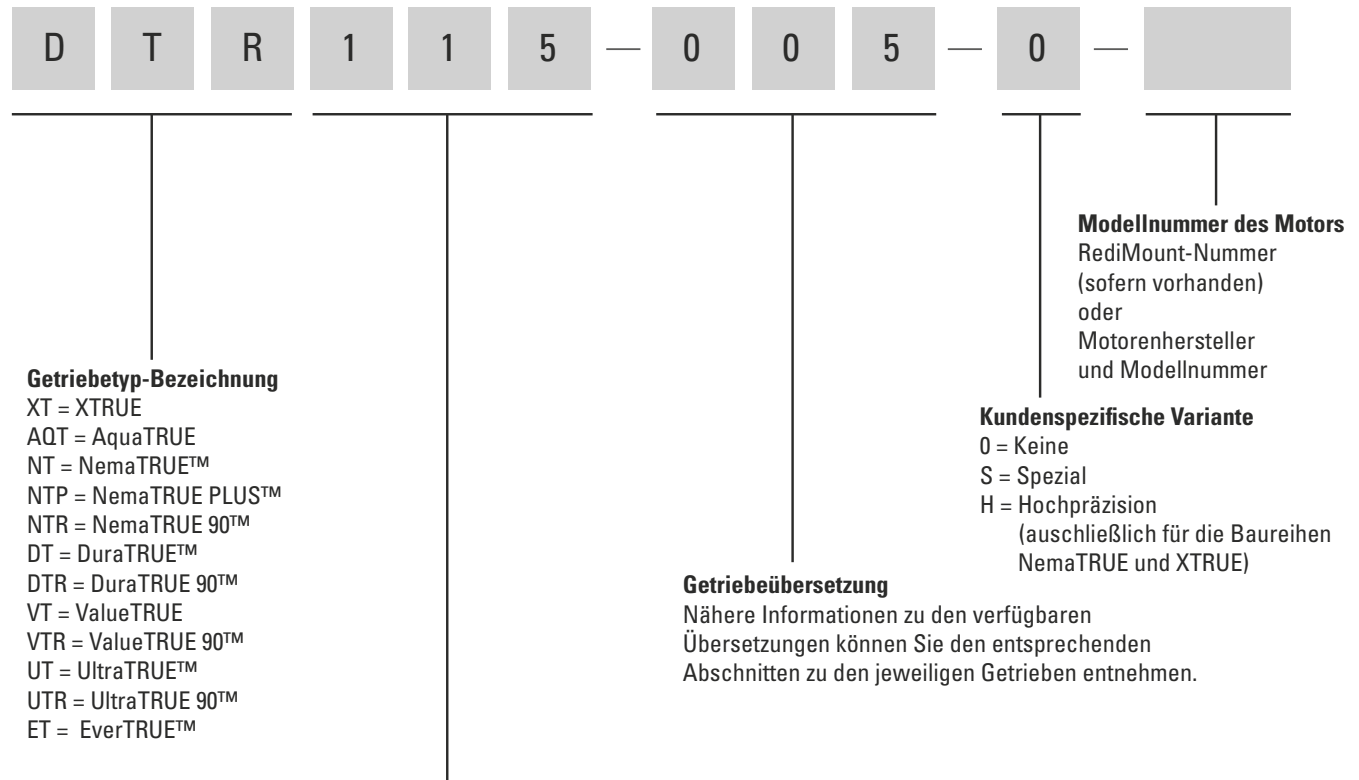 D T R 1 1 5 — 0 0 5 — 0 —
Modellnummer des Motors
RediMount-Nummer
(sofern vorhanden)
oder
Motorenhersteller
und Modellnummer
Getriebetyp-Bezeichnung
XT = XTRUE
AQT = AquaTRUE
NT = NemaTRUE™
NTP = NemaTRUE PLUS™
NTR = NemaTRUE 90™
DT = DuraTRUE™
DTR = DuraTRUE 90™
VT = ValueTRUE
VTR = ValueTRUE 90™
UT = UltraTRUE™
UTR = UltraTRUE 90™
ET = EverTRUE™
Kundenspezifische Variante
0 = Keine
S = Spezial
H = Hochpräzision
(auschließlich für die Baureihen
NemaTRUE und XTRUE)
Getriebeübersetzung
Nähere Informationen zu den verfügbaren
Übersetzungen können Sie den entsprechenden
Abschnitten zu den jeweiligen Getrieben entnehmen.